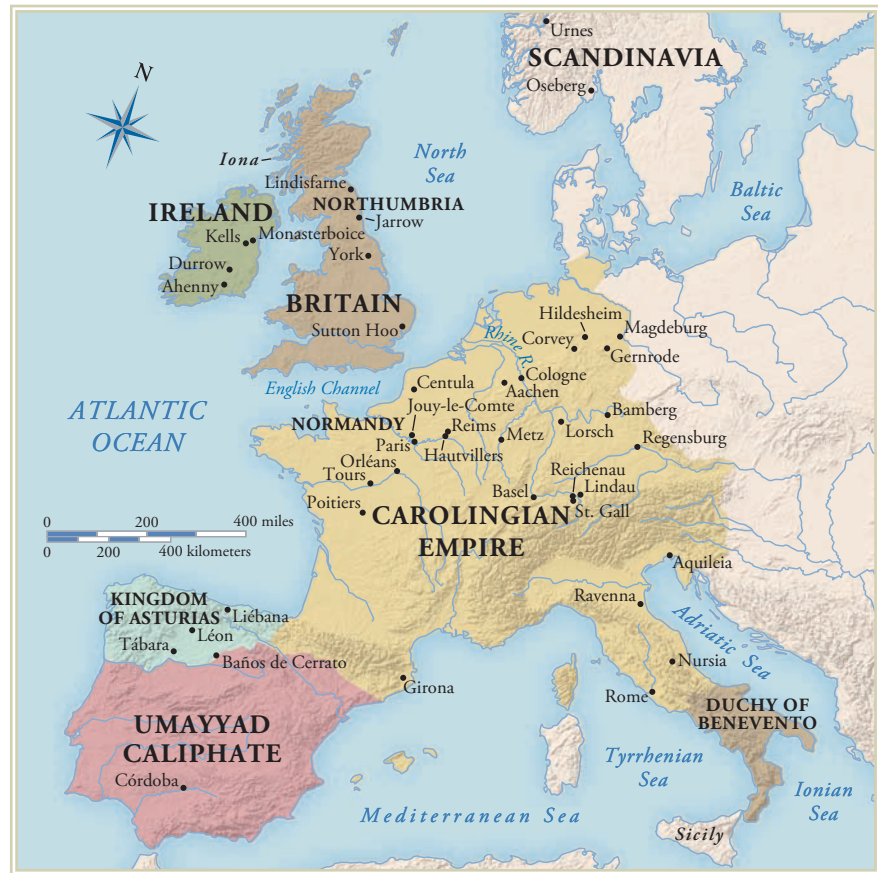 Urnes
SCANDINAVIA
Oseberg
N
Iona
North
Sea
Lindisfarne
NORTHUMBRIA
Jarrow
Baltic
Sea
IRELAND
Kells
Monasterboice
Durrow
York
Ahenny
BRITAIN
Sutton Hoo
Hildesheim
Magdeburg
Corvey
Gernrode
Rhine R.
Cologne
Aachen
English Channel
Centula
Jouy-le-Comte
ATLANTIC
OCEAN
NORMANDY
Reims
Paris
Hautvillers
Metz
Lorsch
Bamberg
Regensburg
Orléans
Tours
Reichenau
Lindau
Basel
St. Gall
Poitiers
CAROLINGIAN
EMPIRE
0 200 400 miles
0 200 400 kilometers
Aquileia
Ravenna
KINGDOM
OF ASTURIAS
Liébana
Léon
Tábara
Baños de Cerrato
Adriatic Sea
Nursia
Girona
Rome
DUCHY OF
BENEVENTO
UMAYYAD
CALIPHATE
Córdoba
Tyrrhenian
Sea
Ionian
Sea
Mediterranean Sea
Sicily